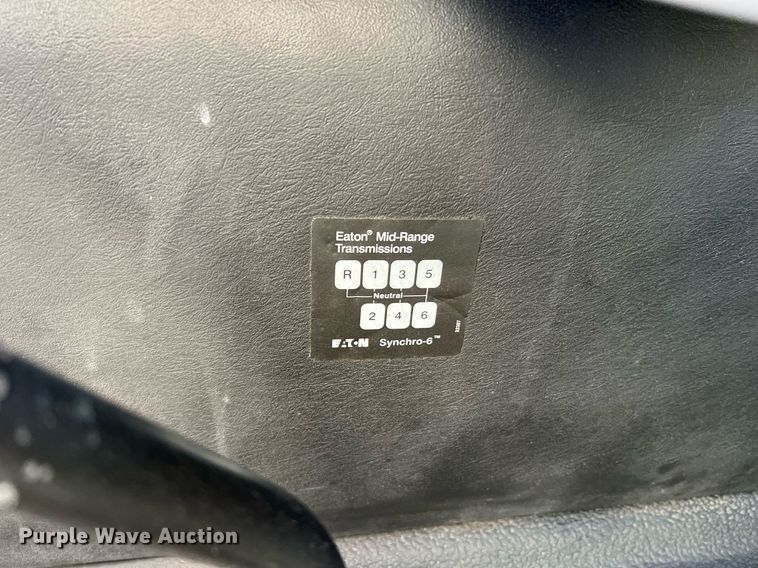 Eaton® Mid-Range
Transmissions
R 1 3 5
Neutral
2 4 6
EATON Synchro-6™
Purple Wave Auction